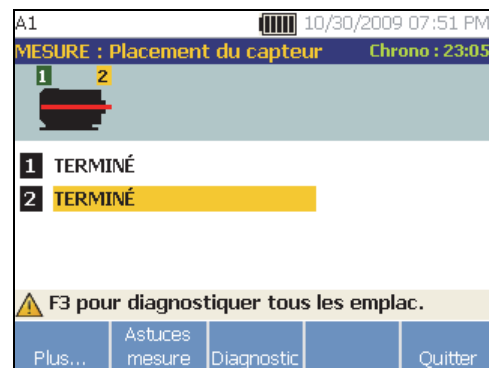 A1 10/30/2009 07:51 PM
MESURE : Placement du capteur Chrono : 23:05
1 2
1 TERMINÉ
2 TERMINÉ
F3 pour diagnostiquer tous les emplac.
Plus... Astuces mesure Diagnostic Quitter